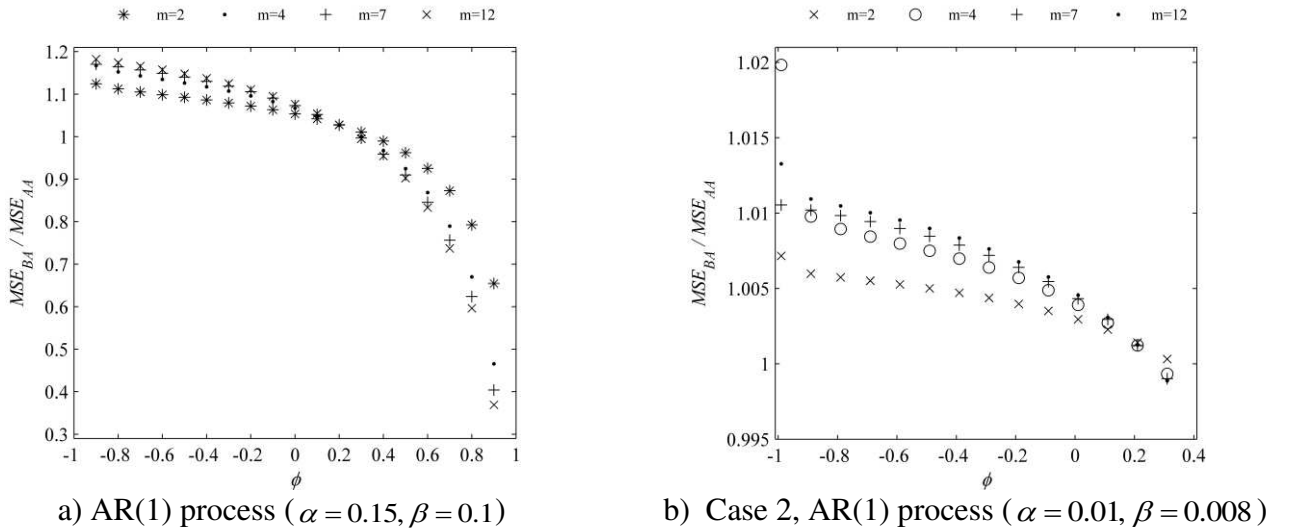 m=2 m=4 m=7 m=12
1.2
1.1
1
0.9
0.8
0.7
0.6
0.5
0.4
0.3
MSE_BA / MSE_AA
-1 -0.8 -0.6 -0.4 -0.2 0 0.2 0.4 0.6 0.8 1
ϕ
a) AR(1) process ( α = 0.15, β = 0.1 )
m=2 m=4 m=7 m=12
1.02
1.015
1.01
1.005
1
0.995
MSE_BA / MSE_AA
-1 -0.8 -0.6 -0.4 -0.2 0 0.2 0.4
ϕ
b) Case 2, AR(1) process ( α = 0.01, β = 0.008 )